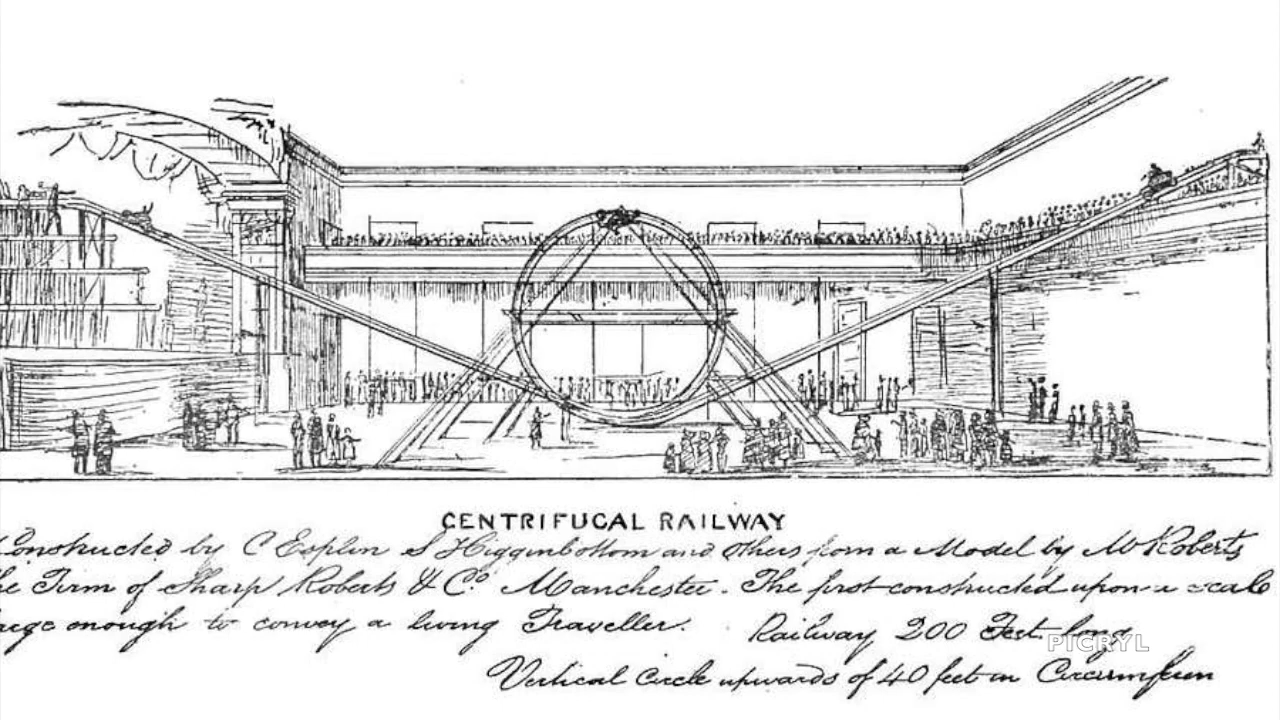 CENTRIFUGAL RAILWAY
Constructed by C Esplin S Higginbottom and Others from a Model by Mr Roberts
the Firm of Sharp Roberts & Co. Manchester. The first constructed upon a scale
large enough to convey a living Traveller. Railway 200 Feet long
PICRYL
Vertical Circle upwards of 40 feet in